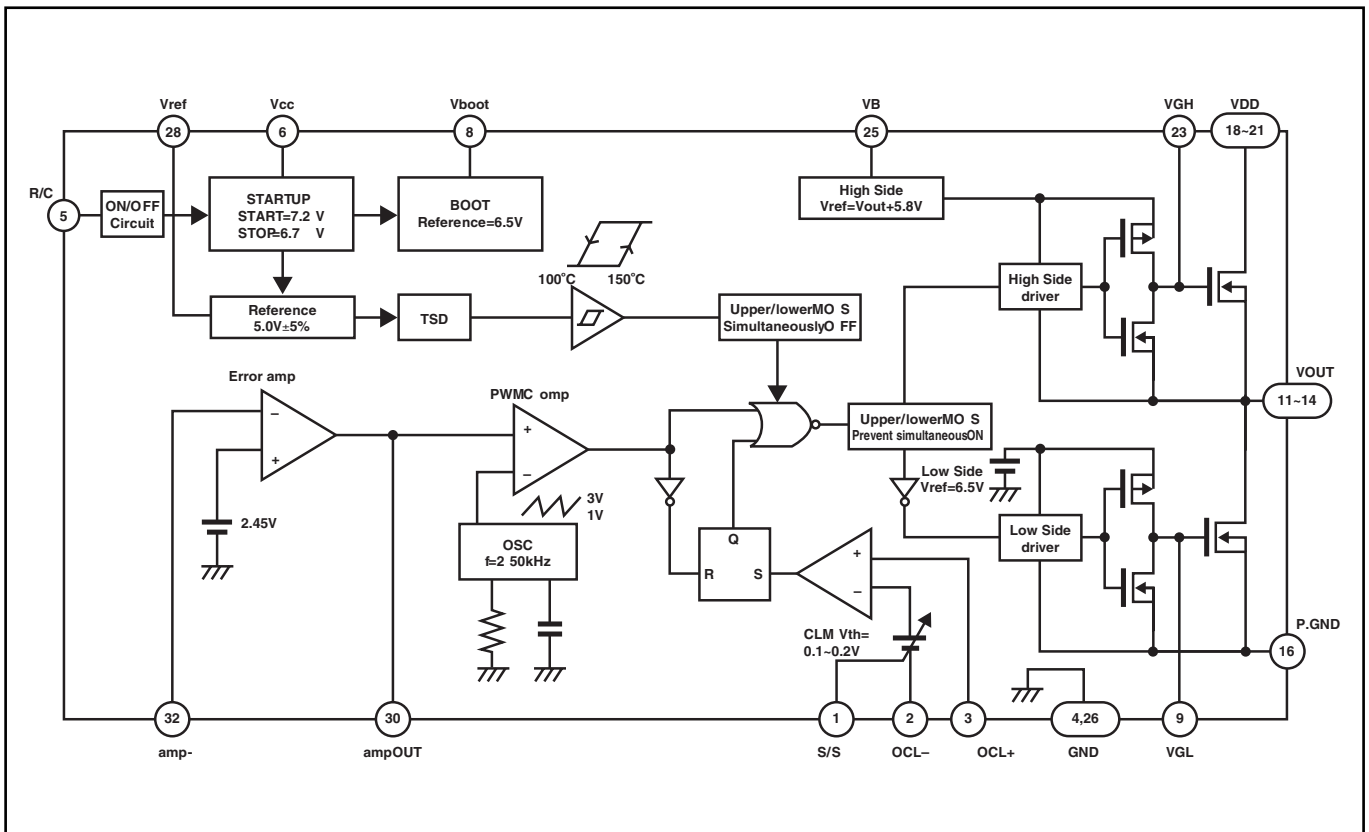 Vref
Vcc
Vboot
VB
VGH
VDD
28
6
8
25
23
18~21
R/C
5
ON/OFF
Circuit
STARTUP
START=7.2 V
STOP=6.7 V
BOOT
Reference=6.5V
High Side
Vref=Vout+5.8V
100°C
150°C
High Side
driver
Reference
5.0V±5%
TSD
Upper/lowerMO S
SimultaneouslyO FF
VOUT
11~14
Error amp
−
+
2.45V
PWMC omp
+
−
3V
1V
OSC
f=2 50kHz
Upper/lowerMO S
Prevent simultaneousON
Low Side
Vref=6.5V
Low Side
driver
Q
R
S
+
−
CLM Vth=
0.1~0.2V
P.GND
16
32
30
1
2
3
4,26
9
amp-
ampOUT
S/S
OCL–
OCL+
GND
VGL